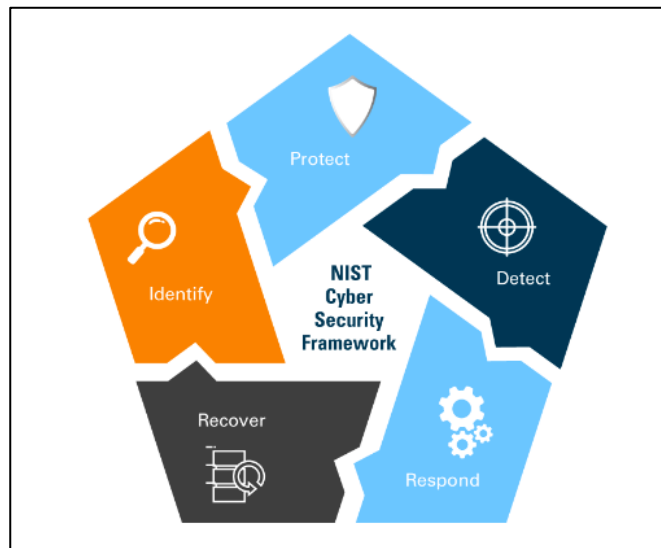 Protect
Identify
Detect
NIST
Cyber
Security
Framework
Recover
Respond